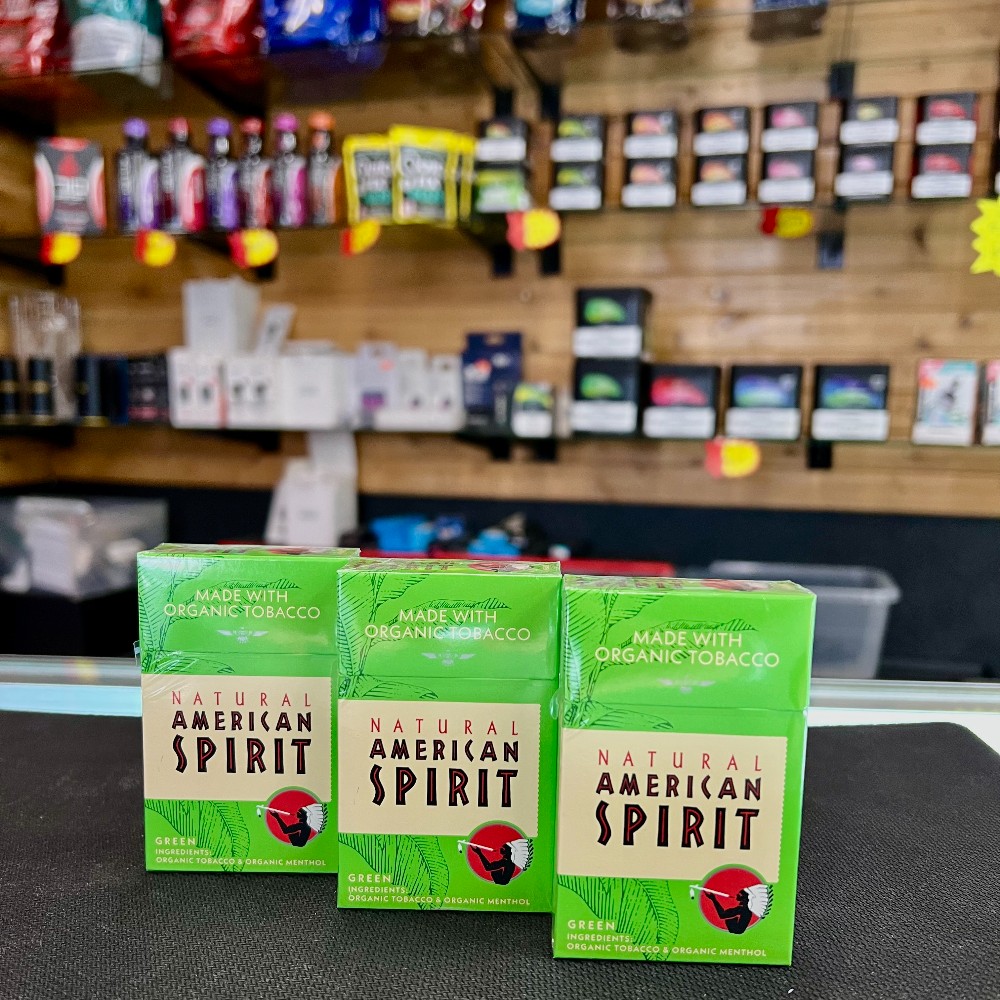 MADE WITH
ORGANIC TOBACCO
NATURAL
AMERICAN
SPIRIT
GREEN
INGREDIENTS:
ORGANIC TOBACCO & ORGANIC MENTHOL
MADE WITH
ORGANIC TOBACCO
NATURAL
AMERICAN
SPIRIT
GREEN
INGREDIENTS:
ORGANIC TOBACCO & ORGANIC MENTHOL
MADE WITH
ORGANIC TOBACCO
NATURAL
AMERICAN
SPIRIT
GREEN
INGREDIENTS:
ORGANIC TOBACCO & ORGANIC MENTHOL